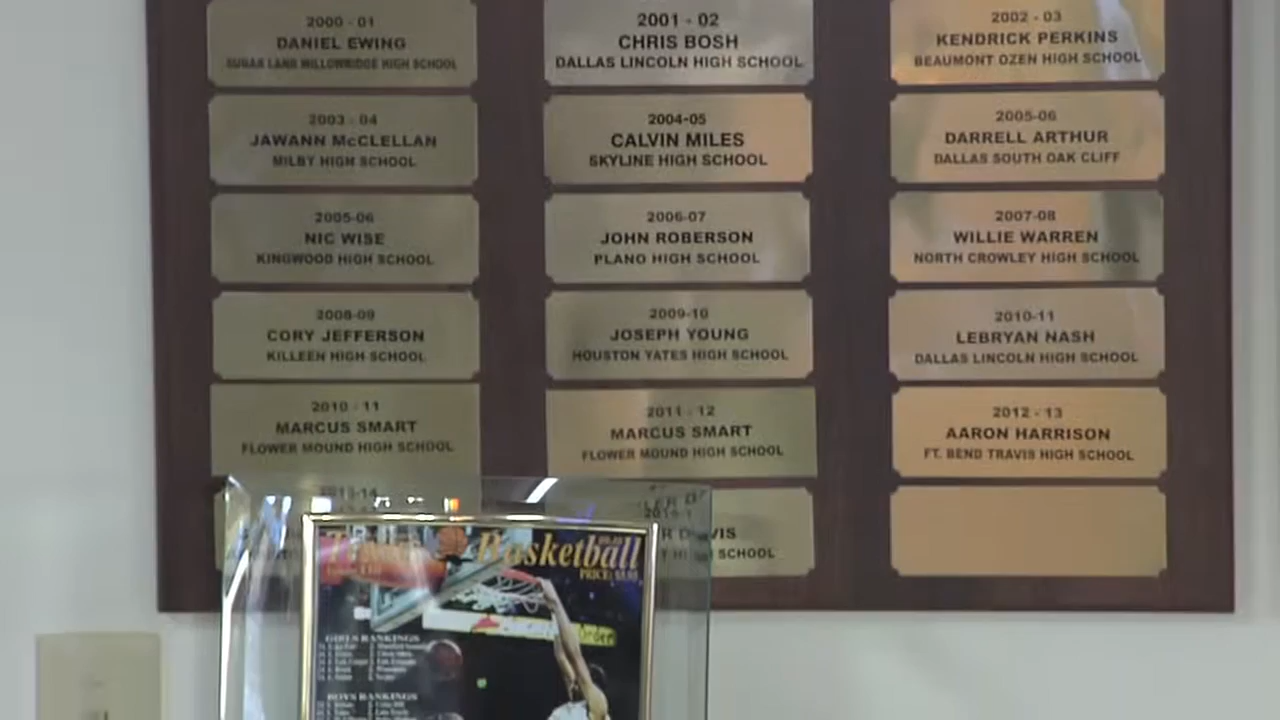 2000 - 01
DANIEL EWING
SUGAR LAND WILLOWRIDGE HIGH SCHOOL
2001 - 02
CHRIS BOSH
DALLAS LINCOLN HIGH SCHOOL
2002 - 03
KENDRICK PERKINS
BEAUMONT OZEN HIGH SCHOOL
2003 - 04
JAWANN McCLELLAN
MILBY HIGH SCHOOL
2004-05
CALVIN MILES
SKYLINE HIGH SCHOOL
2005-06
DARRELL ARTHUR
DALLAS SOUTH OAK CLIFF
2005-06
NIC WISE
KINGWOOD HIGH SCHOOL
2006-07
JOHN ROBERSON
PLANO HIGH SCHOOL
2007-08
WILLIE WARREN
NORTH CROWLEY HIGH SCHOOL
2008-09
CORY JEFFERSON
KILLEEN HIGH SCHOOL
2009-10
JOSEPH YOUNG
HOUSTON YATES HIGH SCHOOL
2010-11
LEBRYAN NASH
DALLAS LINCOLN HIGH SCHOOL
2010 - 11
MARCUS SMART
FLOWER MOUND HIGH SCHOOL
2011 - 12
MARCUS SMART
FLOWER MOUND HIGH SCHOOL
2012 - 13
AARON HARRISON
FT. BEND TRAVIS HIGH SCHOOL
SCHOOL
Basketball
PRICE:
GIRLS RANKINGS
BOYS RANKINGS